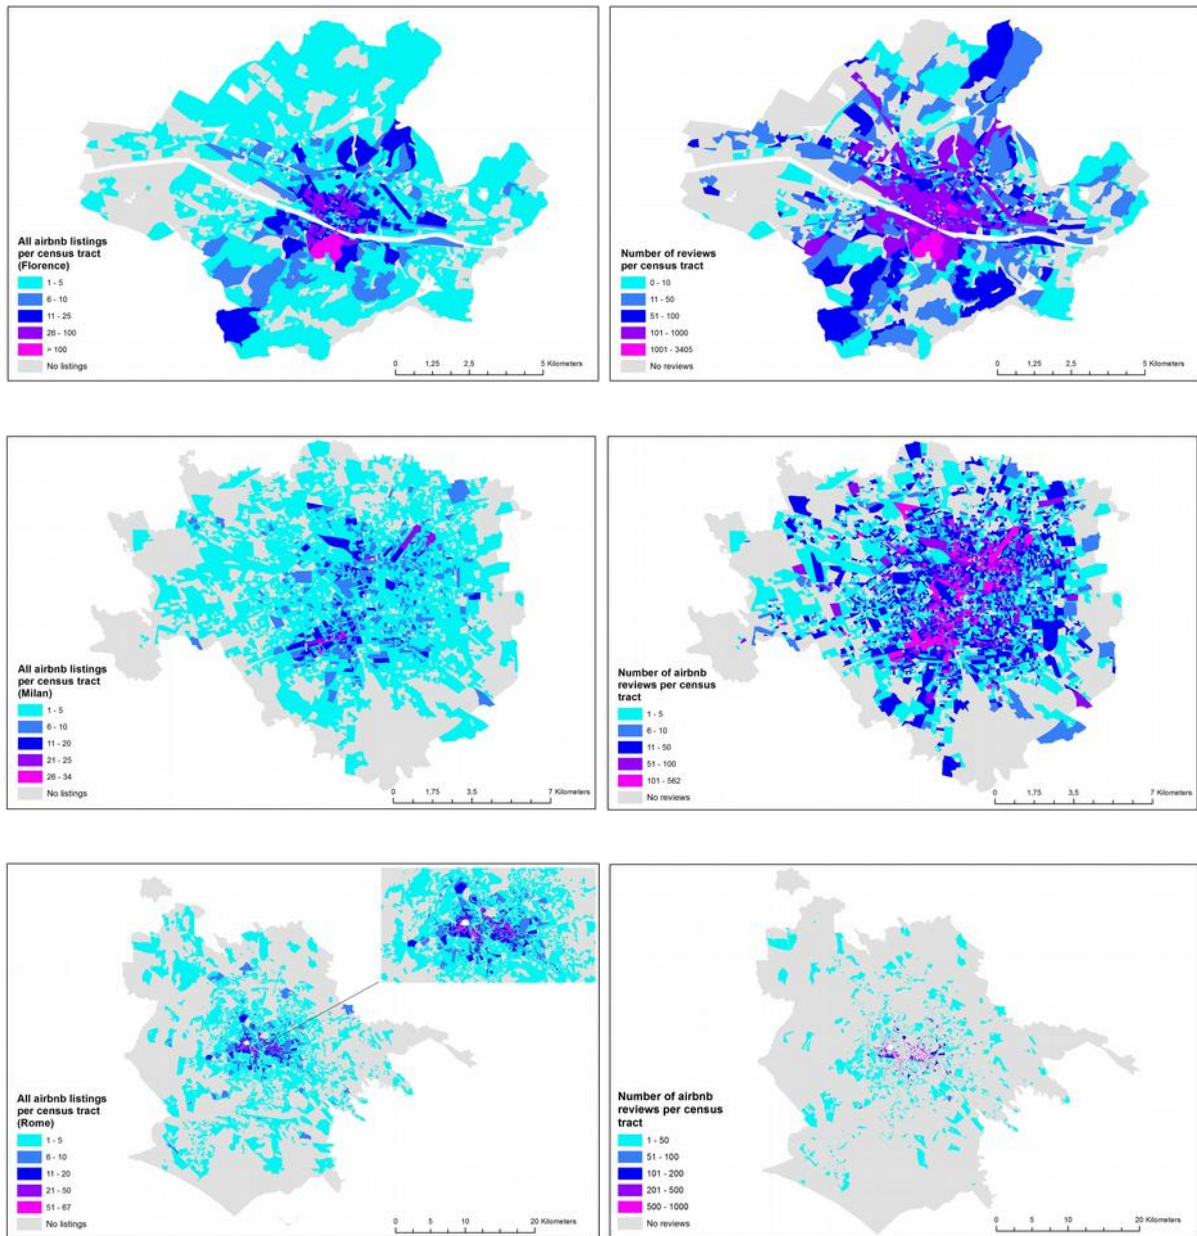 All airbnb listings
per census tract
(Florence)
1 - 5
6 - 10
11 - 25
26 - 100
> 100
No listings
0 1,25 2,5 5 Kilometers
Number of reviews
per census tract
0 - 10
11 - 50
51 - 100
101 - 1000
1001 - 3405
No reviews
0 1,25 2,5 5 Kilometers
All airbnb listings
per census tract
(Milan)
1 - 5
6 - 10
11 - 20
21 - 25
26 - 34
No listings
0 1,75 3,5 7 Kilometers
Number of airbnb
reviews per census
tract
1 - 5
6 - 10
11 - 50
51 - 100
101 - 562
No reviews
0 1,75 3,5 7 Kilometers
All airbnb listings
per census tract
(Rome)
1 - 5
6 - 10
11 - 20
21 - 50
51 - 67
No listings
0 5 10 20 Kilometers
Number of airbnb
reviews per census
tract
1 - 50
51 - 100
101 - 200
201 - 500
500 - 1000
No reviews
0 5 10 20 Kilometers